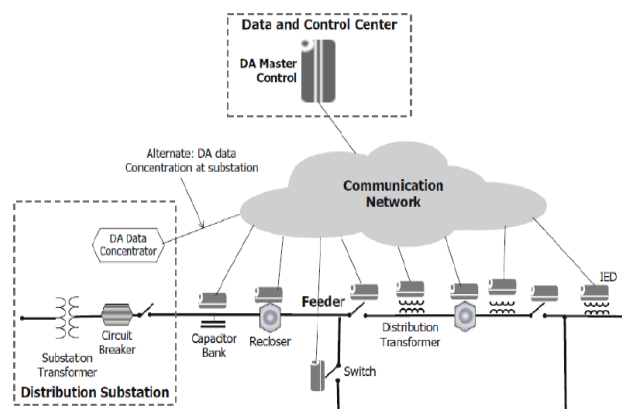 Data and Control Center
DA Master
Control
Alternate: DA data
Concentration at substation
Communication
Network
DA Data
Concentrator
IED
Feeder
Substation
Transformer
Circuit
Breaker
Capacitor
Bank
Recloser
Distribution
Transformer
Switch
Distribution Substation